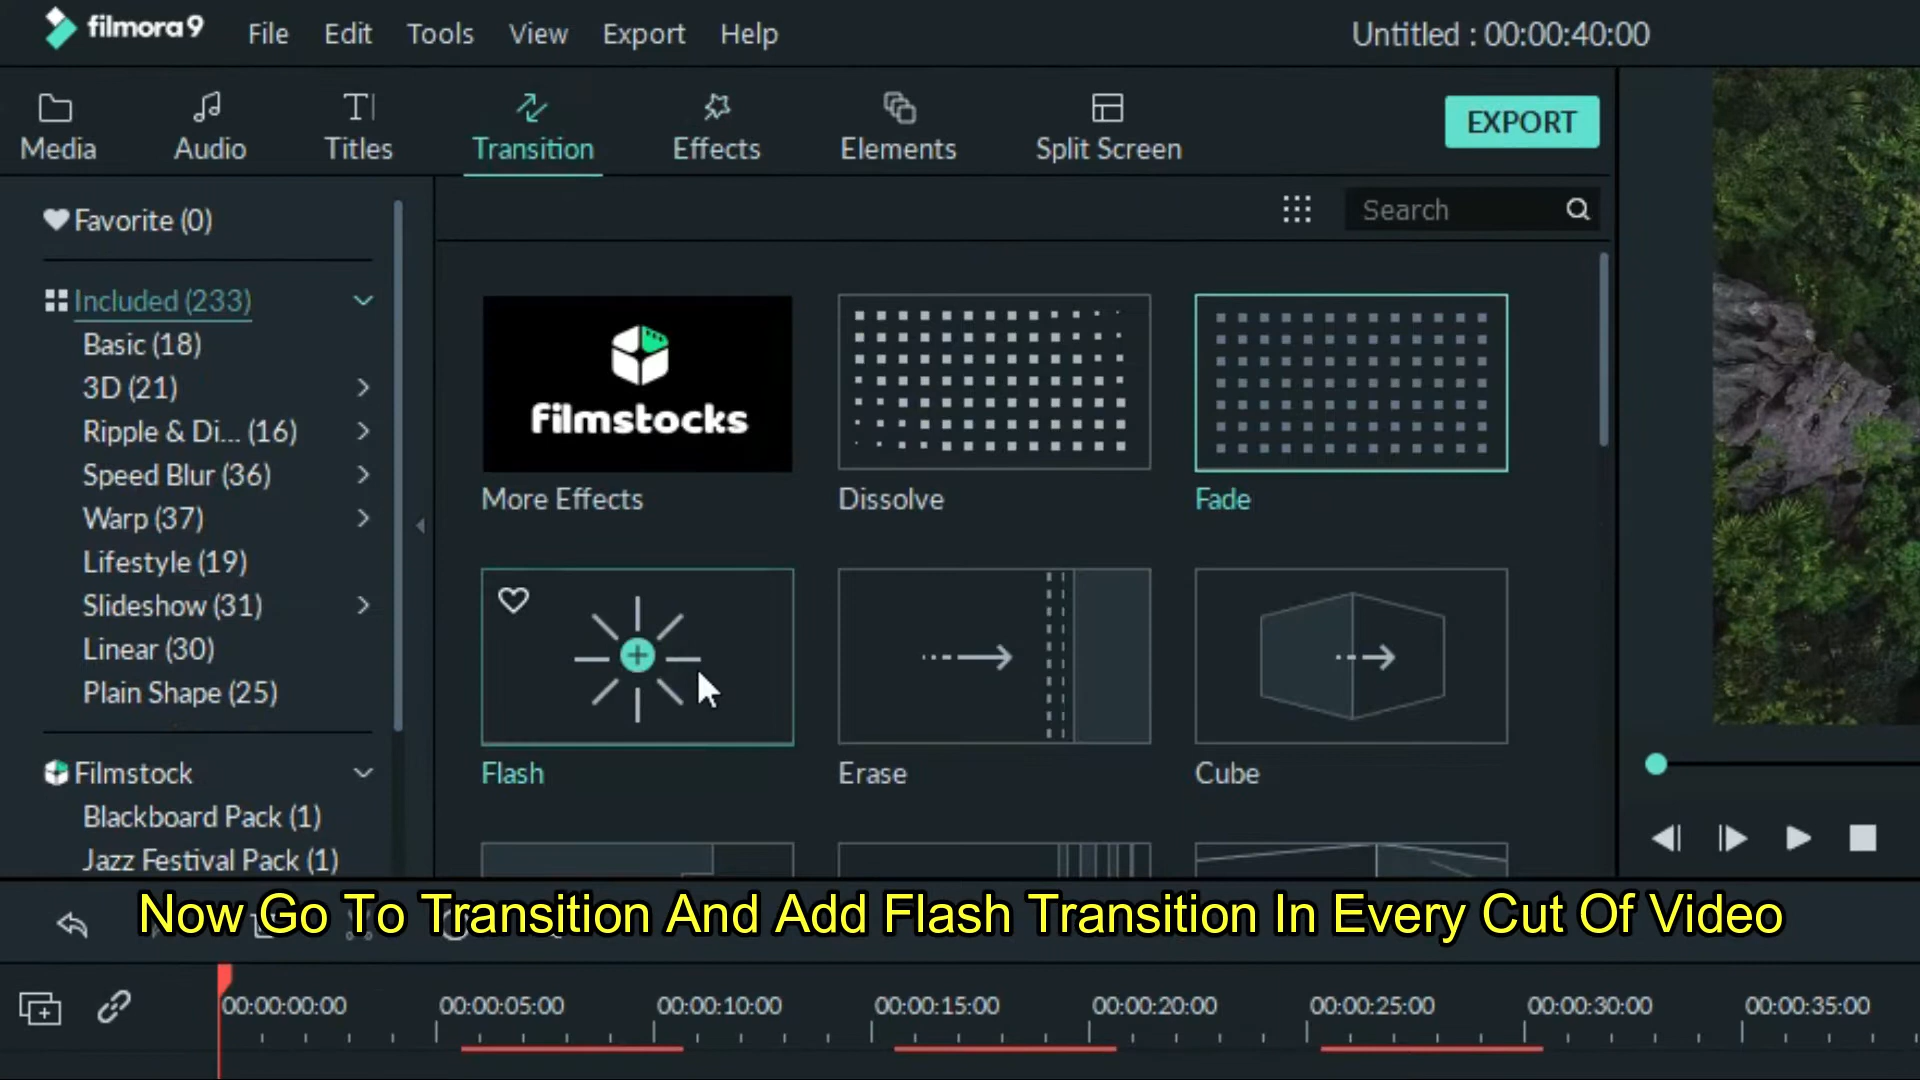 filmora9 File Edit Tools View Export Help Untitled : 00:00:40:00
Media Audio Titles Transition Effects Elements Split Screen EXPORT
Search
Favorite (0)
Included (233)
Basic (18)
3D (21)
Ripple & Di... (16)
Speed Blur (36)
Warp (37)
Lifestyle (19)
Slideshow (31)
Linear (30)
Plain Shape (25)
Filmstock
Blackboard Pack (1)
Jazz Festival Pack (1)
filmstocks
More Effects Dissolve Fade
Flash Erase Cube
Now Go To Transition And Add Flash Transition In Every Cut Of Video
00:00:00:00 00:00:05:00 00:00:10:00 00:00:15:00 00:00:20:00 00:00:25:00 00:00:30:00 00:00:35:00